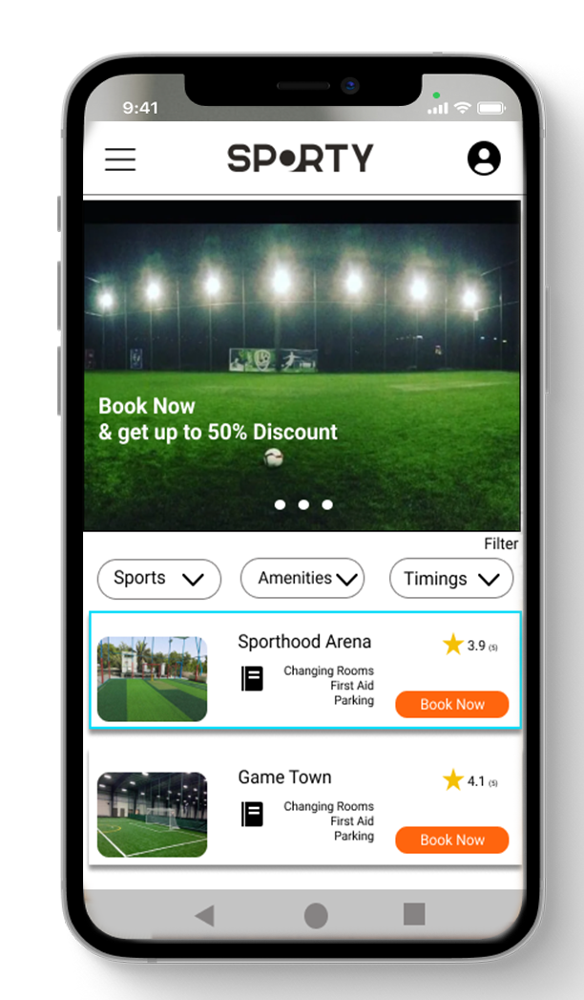 9:41
SPORTY
Book Now
& get up to 50% Discount
Filter
Sports
Amenities
Timings
Sporthood Arena
3.9 (5)
Changing Rooms
First Aid
Parking
Book Now
Game Town
4.1 (5)
Changing Rooms
First Aid
Parking
Book Now